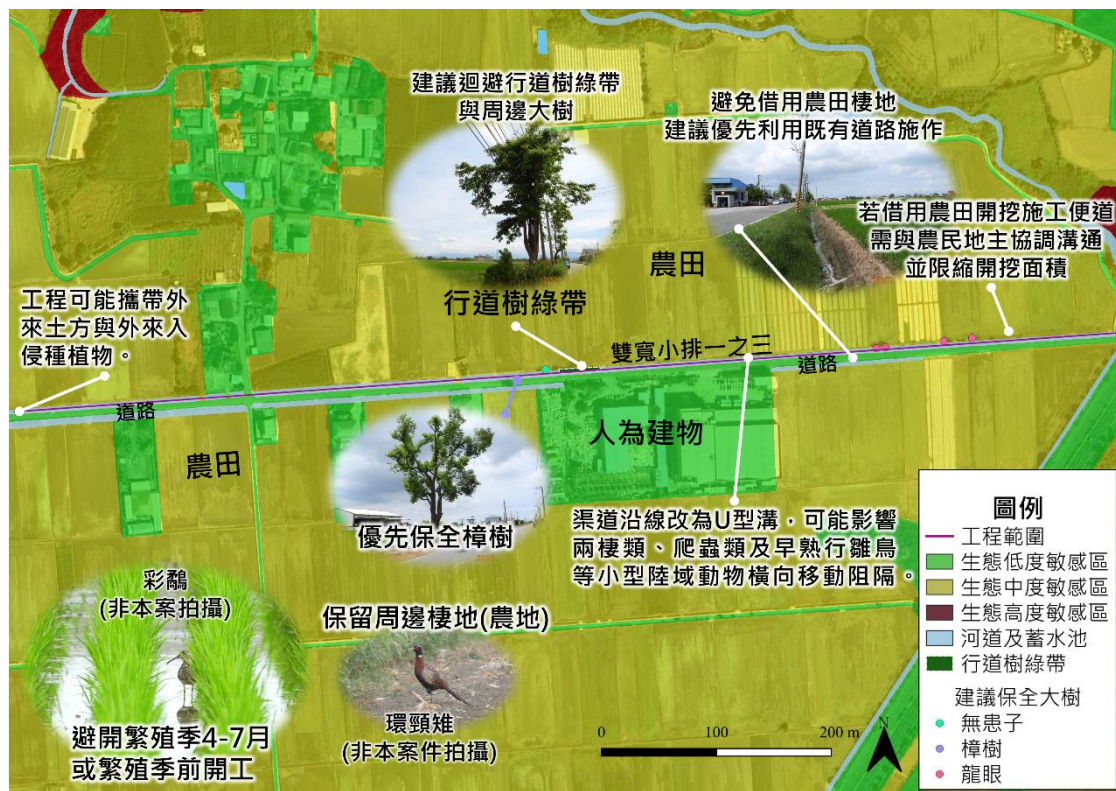 建議迴避行道樹綠帶
與周邊大樹
避免借用農田棲地
建議優先利用既有道路施作
若借用農田開挖施工便道
需與農民地主協調溝通
並限縮開挖面積
農田
工程可能攜帶外
來土方與外來入
侵種植物。
行道樹綠帶
雙寬小排一之三
道路
道路
農田
人為建物
優先保全樟樹
渠道沿線改為U型溝，可能影響
兩棲類、爬蟲類及早熟行雛鳥
等小型陸域動物橫向移動阻隔。
彩鷸
(非本案拍攝)
避開繁殖季4-7月
或繁殖季前開工
保留周邊棲地(農地)
環頸雉
(非本案件拍攝)
0 100 200 m
N
圖例
工程範圍
生態低度敏感區
生態中度敏感區
生態高度敏感區
河道及蓄水池
行道樹綠帶
建議保全大樹
無患子
樟樹
龍眼